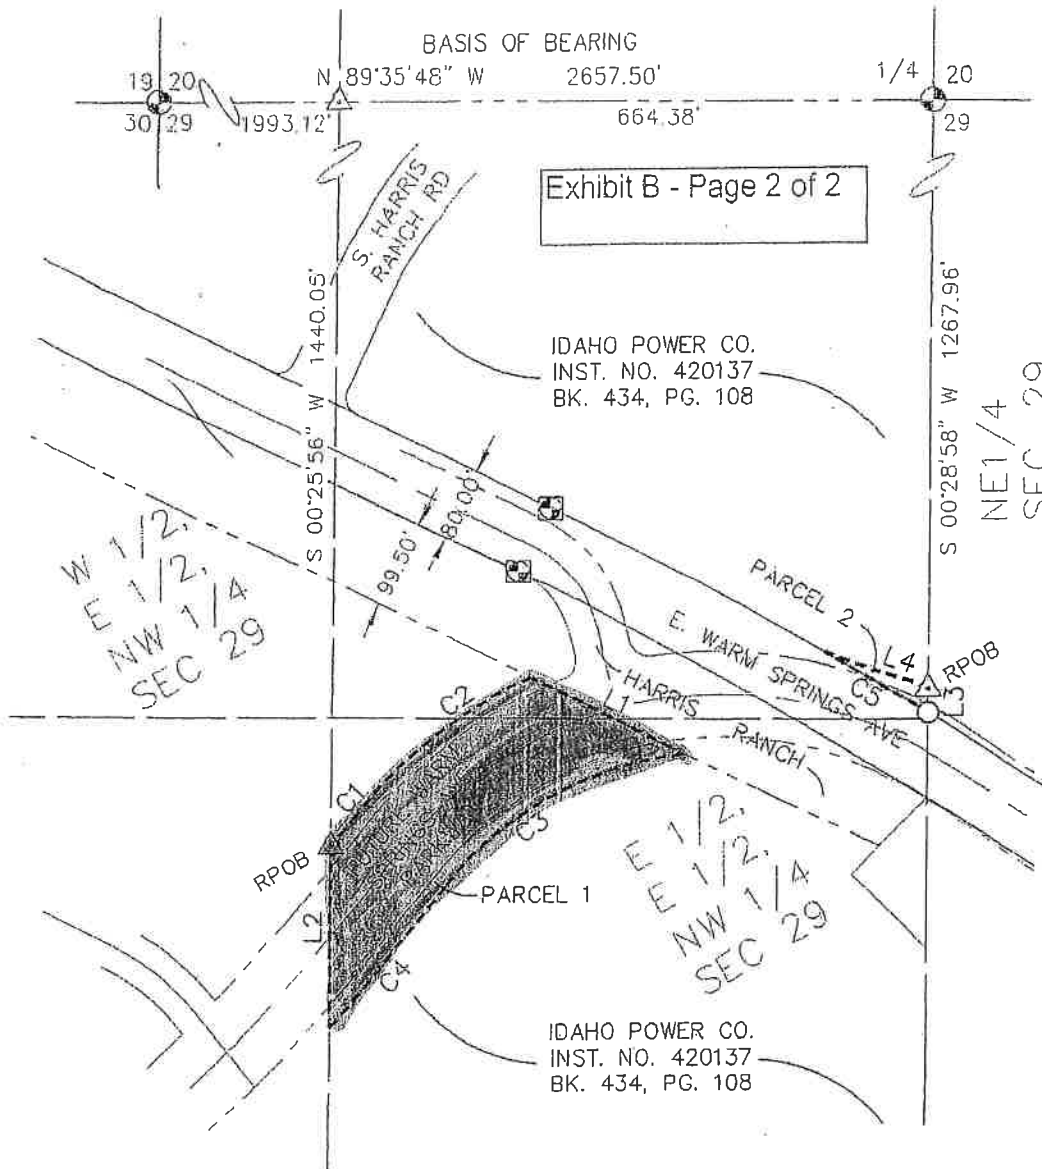 BASIS OF BEARING
N 89°35'48" W 2657.50'
19 20
30 29
1993.12'
664.38'
1/4 20
29
Exhibit B - Page 2 of 2
S. HARRIS
RANCH RD
S 00°25'56" W 1440.05'
S 00°28'58" W 1267.96'
IDAHO POWER CO.
INST. NO. 420137
BK. 434, PG. 108
NE1/4
SEC 29
80.00'
99.50'
W 1/2,
E 1/2,
NW 1/4
SEC 29
PARCEL 2
L4
RPOB
L3
C5
E. WARM SPRINGS AVE
HARRIS
RANCH
C2
L1
C1
RPOB
L2
C3
C4
PARCEL 1
E 1/2,
E 1/2,
NW 1/4
SEC 29
IDAHO POWER CO.
INST. NO. 420137
BK. 434, PG. 108